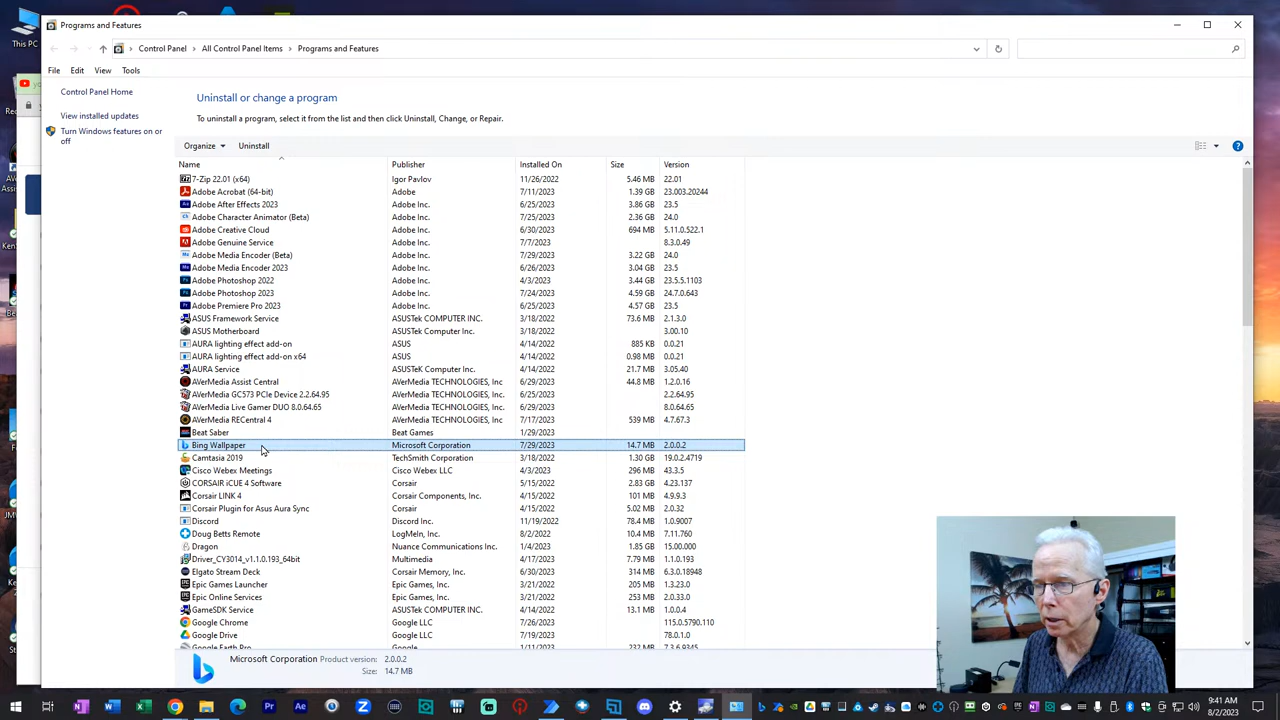 This PC
Programs and Features
Control Panel
All Control Panel Items
Programs and Features
File Edit View Tools
Control Panel Home
Uninstall or change a program
View installed updates
To uninstall a program, select it from the list and then click Uninstall, Change, or Repair.
Turn Windows features on or off
Organize Uninstall
Name Publisher Installed On Size Version
7-Zip 22.01 (x64) Igor Pavlov 11/26/2022 5.46 MB 22.01
Adobe Acrobat (64-bit) Adobe 7/11/2023 1.39 GB 23.003.20244
Adobe After Effects 2023 Adobe Inc. 6/25/2023 3.86 GB 23.5
Adobe Character Animator (Beta) Adobe Inc. 7/25/2023 2.36 GB 24.0
Adobe Creative Cloud Adobe Inc. 6/30/2023 694 MB 5.11.0.522.1
Adobe Genuine Service Adobe Inc. 7/7/2023 8.3.0.49
Adobe Media Encoder (Beta) Adobe Inc. 7/29/2023 3.22 GB 24.0
Adobe Media Encoder 2023 Adobe Inc. 6/26/2023 3.04 GB 23.5
Adobe Photoshop 2022 Adobe Inc. 4/3/2023 3.44 GB 23.5.5.1103
Adobe Photoshop 2023 Adobe Inc. 7/24/2023 4.59 GB 24.7.0.643
Adobe Premiere Pro 2023 Adobe Inc. 6/25/2023 4.57 GB 23.5
ASUS Framework Service ASUSTek COMPUTER INC. 3/18/2022 73.6 MB 2.1.3.0
ASUS Motherboard ASUSTek Computer Inc. 3/18/2022 3.00.10
AURA lighting effect add-on ASUS 4/14/2022 885 KB 0.0.21
AURA lighting effect add-on x64 ASUS 4/14/2022 0.98 MB 0.0.21
AURA Service ASUSTeK Computer Inc. 4/14/2022 21.7 MB 3.05.40
AVerMedia Assist Central AVerMedia TECHNOLOGIES, Inc 6/29/2023 44.8 MB 1.2.0.16
AVerMedia GC573 PCIe Device 2.2.64.95 AVerMedia TECHNOLOGIES, Inc. 6/29/2023 2.2.64.95
AVerMedia Live Gamer DUO 8.0.64.65 AVerMedia TECHNOLOGIES, Inc. 6/29/2023 8.0.64.65
AVerMedia RECentral 4 AVerMedia TECHNOLOGIES, Inc 7/17/2023 539 MB 4.7.67.3
Beat Saber Beat Games 1/29/2023
Bing Wallpaper Microsoft Corporation 7/29/2023 14.7 MB 2.0.0.2
Camtasia 2019 TechSmith Corporation 3/18/2022 1.30 GB 19.0.2.4719
Cisco Webex Meetings Cisco Webex LLC 4/3/2023 296 MB 43.3.5
CORSAIR iCUE 4 Software Corsair 5/15/2022 2.83 GB 4.23.137
Corsair LINK 4 Corsair Components, Inc. 4/15/2022 101 MB 4.9.9.3
Corsair Plugin for Asus Aura Sync Corsair 4/15/2022 5.02 MB 2.0.32
Discord Discord Inc. 11/19/2022 78.4 MB 1.0.9007
Doug Betts Remote LogMeIn, Inc. 8/2/2022 10.4 MB 7.11.760
Dragon Nuance Communications Inc. 1/4/2023 1.85 GB 15.00.000
Driver_CY3014_v1.1.0.193_64bit Multimedia 4/17/2023 7.79 MB 1.1.0.193
Elgato Stream Deck Corsair Memory, Inc. 6/30/2023 314 MB 6.3.0.18948
Epic Games Launcher Epic Games, Inc. 3/21/2022 205 MB 1.3.23.0
Epic Online Services Epic Games, Inc. 3/21/2022 253 MB 2.0.33.0
GameSDK Service ASUSTek COMPUTER INC. 4/14/2022 13.1 MB 1.0.0.4
Google Chrome Google LLC 7/26/2023 115.0.5790.110
Google Drive Google LLC 7/19/2023 78.0.1.0
Google Earth Pro Google 1/11/2023 232 MB 7.3.6.9345
Microsoft Corporation Product version: 2.0.0.2
Size: 14.7 MB
9:41 AM
8/2/2023